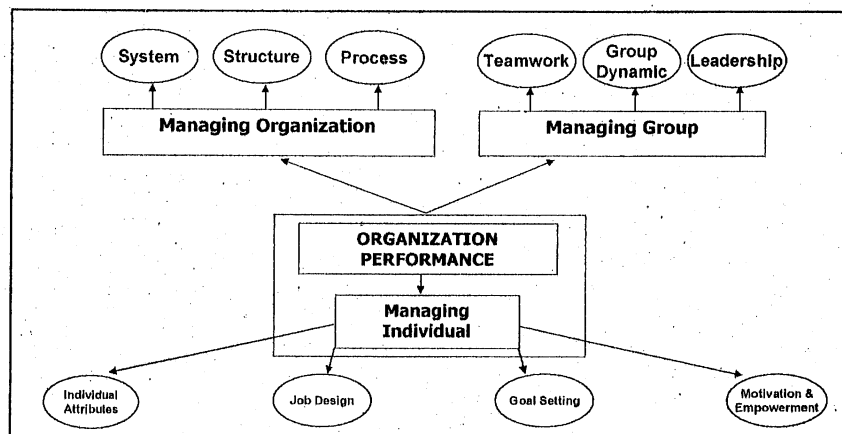 System
Structure
Process
Teamwork
Group
Dynamic
Leadership
Managing Organization
Managing Group
ORGANIZATION
PERFORMANCE
Managing
Individual
Individual
Attributes
Job Design
Goal Setting
Motivation &
Empowerment